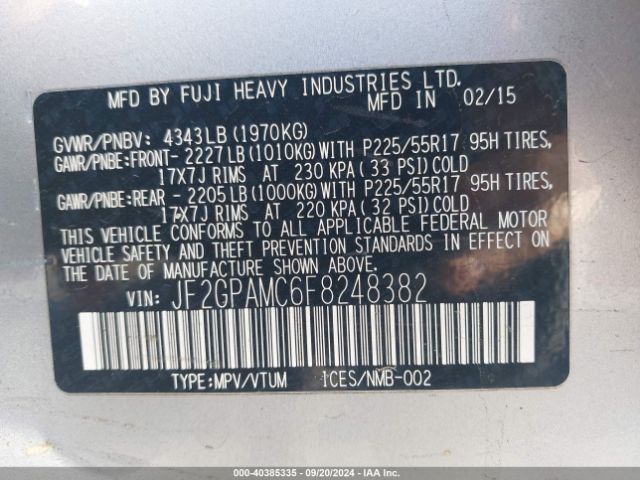 MFD BY FUJI HEAVY INDUSTRIES LTD.
MFD IN 02/15
GVWR/PNBV: 4343LB (1970KG)
GAWR/PNBE:FRONT- 2227LB (1010KG) WITH P225/55R17 95H TIRES,
17X7J RIMS AT 230 KPA (33 PSI) COLD
GAWR/PNBE:REAR - 2205LB (1000KG) WITH P225/55R17 95H TIRES,
17X7J RIMS AT 220 KPA (32 PSI) COLD
THIS VEHICLE CONFORMS TO ALL APPLICABLE FEDERAL MOTOR
VEHICLE SAFETY AND THEFT PREVENTION STANDARDS IN EFFECT ON
THE DATE OF MANUFACTURE SHOWN ABOVE.
VIN: JF2GPAMC6F8248382
TYPE:MPV/VTUM ICES/NMB-002
000-40385335 - 09/20/2024 - IAA Inc.